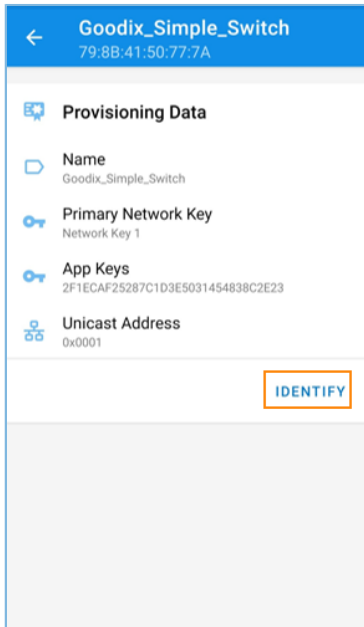 Goodix_Simple_Switch
79:8B:41:50:77:7A
Provisioning Data
Name
Goodix_Simple_Switch
Primary Network Key
Network Key 1
App Keys
2F1ECAF25287C1D3E5031454838C2E23
Unicast Address
0x0001
IDENTIFY